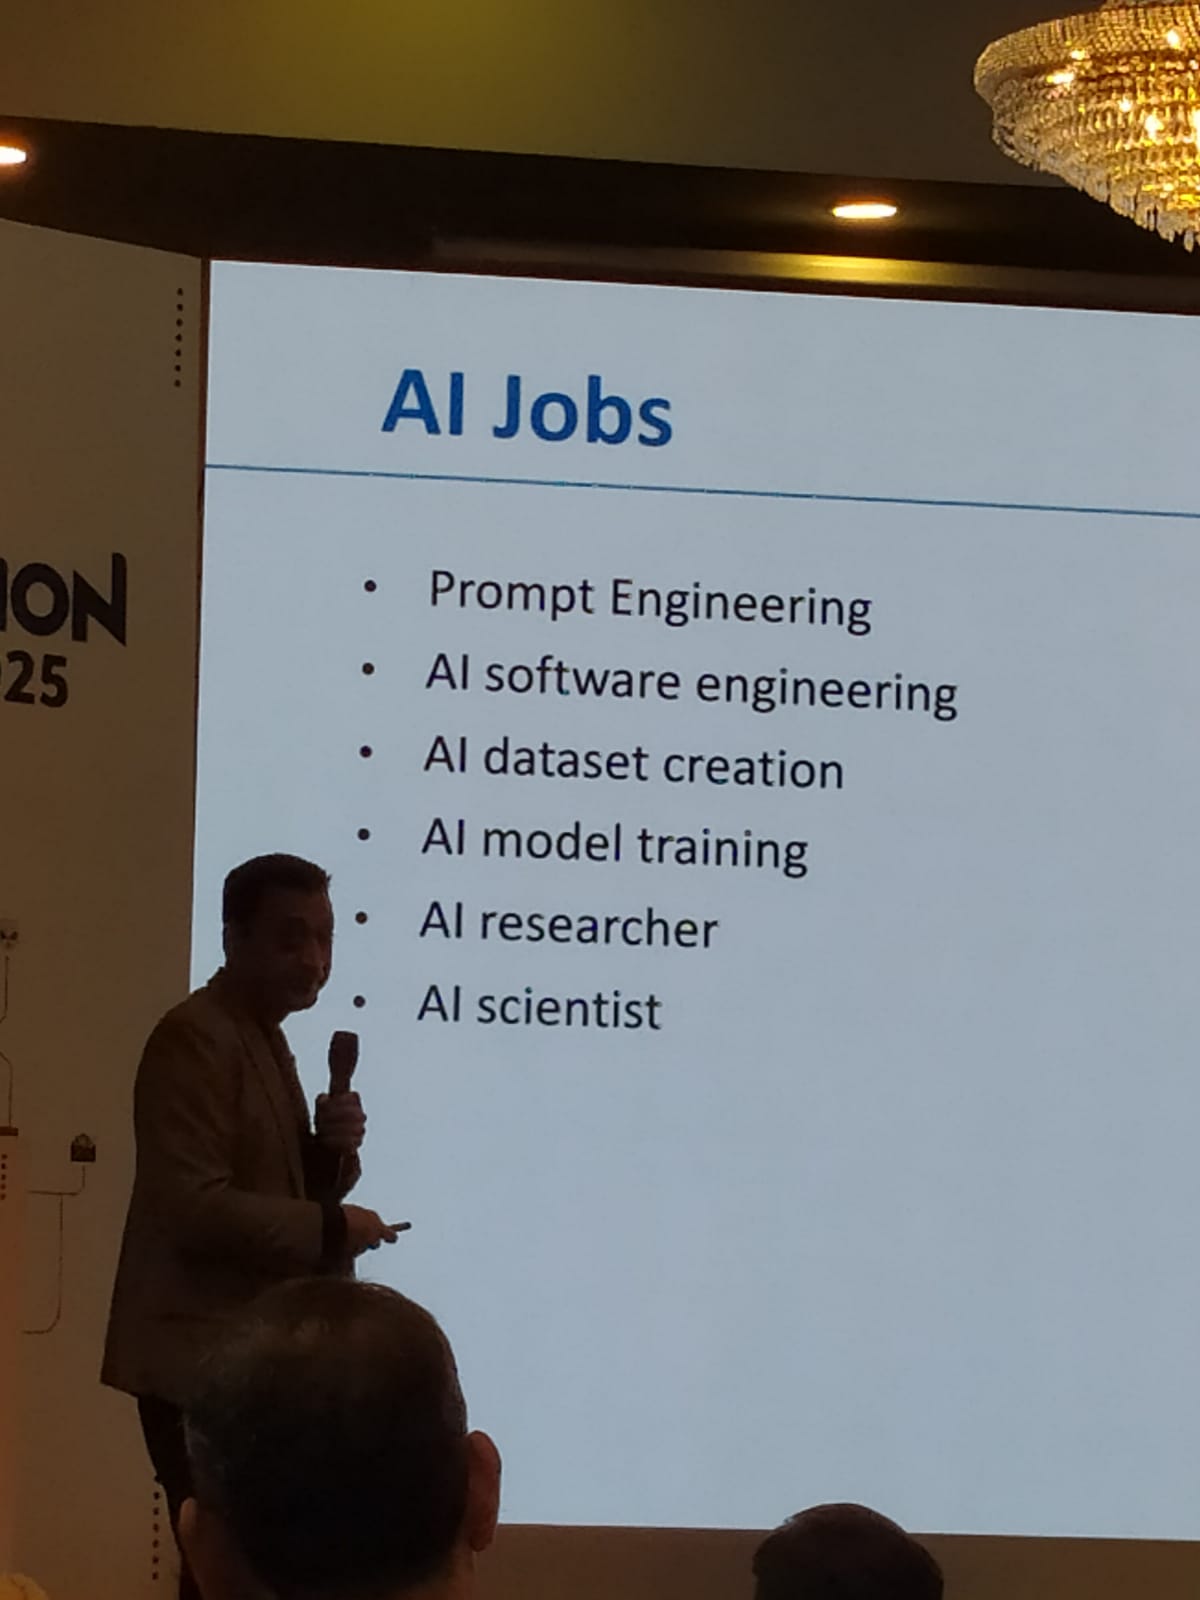 AI Jobs
• Prompt Engineering
• AI software engineering
• AI dataset creation
• AI model training
• AI researcher
• AI scientist
ION
25